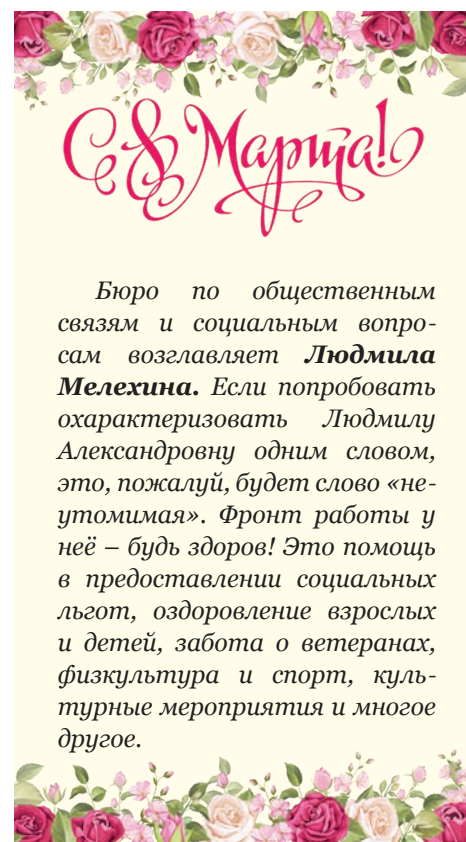 С 8 Марта!
Бюро по общественным
связям и социальным вопро-
сам возглавляет Людмила
Мелехина. Если попробовать
охарактеризовать Людмилу
Александровну одним словом,
это, пожалуй, будет слово «не-
утомимая». Фронт работы у
неё – будь здоров! Это помощь
в предоставлении социальных
льгот, оздоровление взрослых
и детей, забота о ветеранах,
физкультура и спорт, куль-
турные мероприятия и многое
другое.